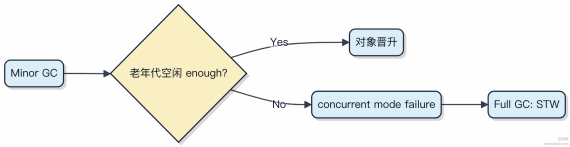 Minor GC
老年代空闲 enough?
Yes
对象晋升
No
concurrent mode failure
Full GC: STW